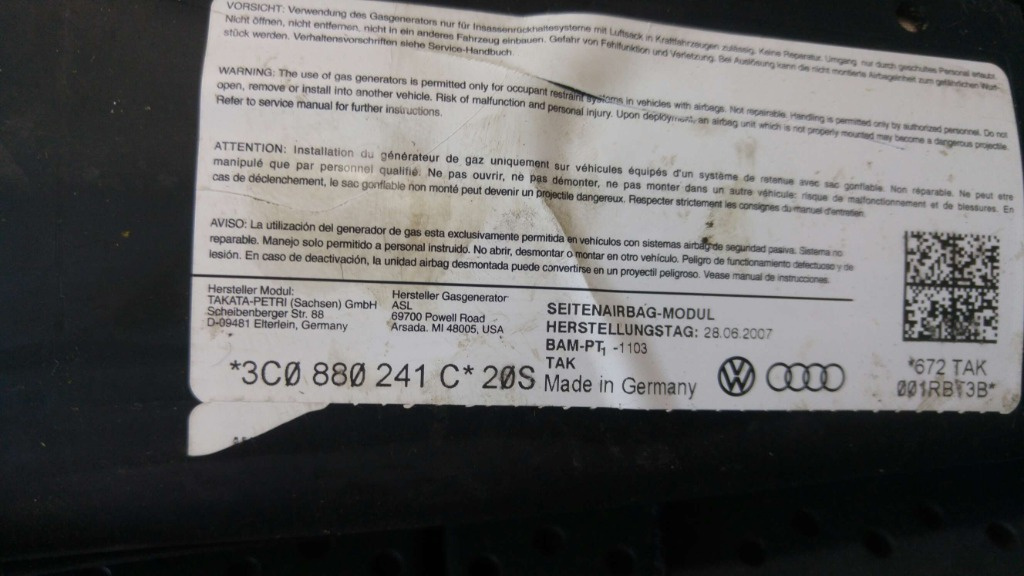 VORSICHT: Verwendung des Gasgenerators nur für Insassenrückhaltesysteme mit Luftsack in Kraftfahrzeugen zulässig. Keine Reparatur. Umgang nur durch geschultes Personal erlaubt.
Nicht öffnen, nicht entfernen, nicht in ein anderes Fahrzeug einbauen. Gefahr von Fehlfunktion und Verletzung. Bei Auslösung kann die nicht montierte Airbageinheit zum gefährlichen Wurf-
stück werden. Verhaltensvorschriften siehe Service-Handbuch.
WARNING: The use of gas generators is permitted only for occupant restraint systems in vehicles with airbags. Not repairable. Handling is permitted only by authorized personnel. Do not
open, remove or install into another vehicle. Risk of malfunction and personal injury. Upon deployment, an airbag unit which is not properly mounted may become a dangerous projectile.
Refer to service manual for further instructions.
ATTENTION: Installation du générateur de gaz uniquement sur véhicules équipés d'un système de retenue avec sac gonflable. Non réparable. Ne peut etre
manipulé que par personnel qualifié. Ne pas ouvrir, ne pas démonter, ne pas monter dans un autre véhicule: risque de malfonctionnement et de blessures. En
cas de déclenchement, le sac gonflable non monté peut devenir un projectile dangereux. Respecter strictement les consignes du manuel d'entretien.
AVISO: La utilización del generador de gas esta exclusivamente permitida en vehículos con sistemas airbag de seguridad pasiva. Sistema no
reparable. Manejo solo permitido a personal instruido. No abrir, desmontar o montar en otro vehículo. Peligro de funcionamiento defectuoso y de
lesión. En caso de deactivación, la unidad airbag desmontada puede convertirse en un proyectil peligroso. Vease manual de instrucciones.
Hersteller Modul:
TAKATA-PETRI (Sachsen) GmbH
Scheibenberger Str. 88
D-09481 Elterlein, Germany
Hersteller Gasgenerator
ASL
69700 Powell Road
Arsada. MI 48005, USA
SEITENAIRBAG-MODUL
HERSTELLUNGSTAG: 28.06.2007
BAM-PT1 -1103
TAK
Made in Germany
*3C0 880 241 C* 20S
*672 TAK
001RBT3B*